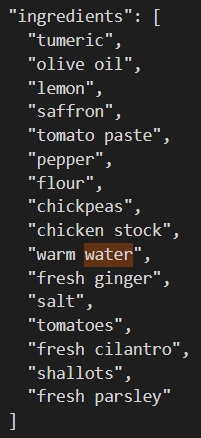 "ingredients": [
"tumeric",
"olive oil",
"lemon",
"saffron",
"tomato paste",
"pepper",
"flour",
"chickpeas",
"chicken stock",
"warm water",
"fresh ginger",
"salt",
"tomatoes",
"fresh cilantro",
"shallots",
"fresh parsley"
]